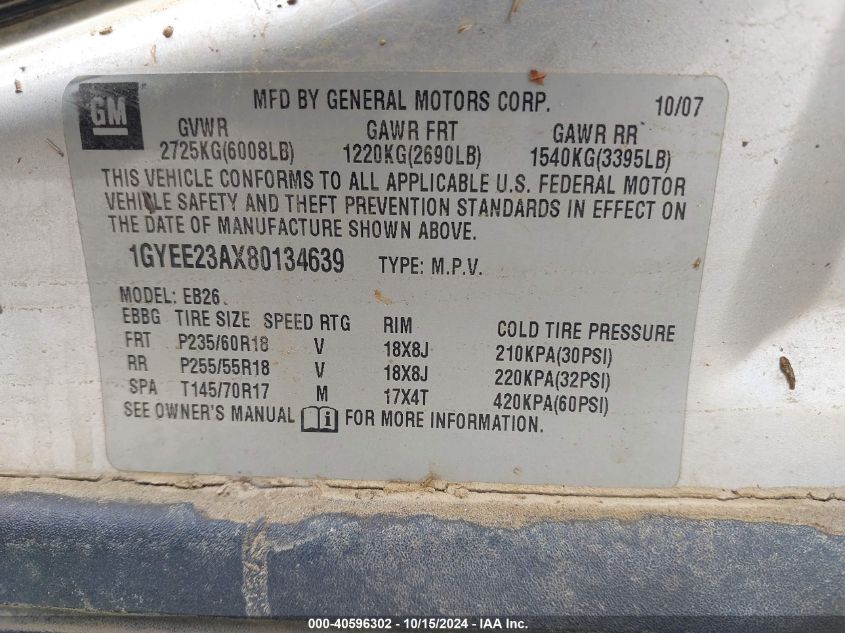 GM
MFD BY GENERAL MOTORS CORP. 10/07
GVWR GAWR FRT GAWR RR
2725KG(6008LB) 1220KG(2690LB) 1540KG(3395LB)
THIS VEHICLE CONFORMS TO ALL APPLICABLE U.S. FEDERAL MOTOR
VEHICLE SAFETY AND THEFT PREVENTION STANDARDS IN EFFECT ON
THE DATE OF MANUFACTURE SHOWN ABOVE.
1GYEE23AX80134639 TYPE: M.P.V.
MODEL: EB26
EBBG TIRE SIZE SPEED RTG RIM COLD TIRE PRESSURE
FRT P235/60R18 V 18X8J 210KPA(30PSI)
RR P255/55R18 V 18X8J 220KPA(32PSI)
SPA T145/70R17 M 17X4T 420KPA(60PSI)
SEE OWNER'S MANUAL i FOR MORE INFORMATION.
000-40596302 - 10/15/2024 - IAA Inc.